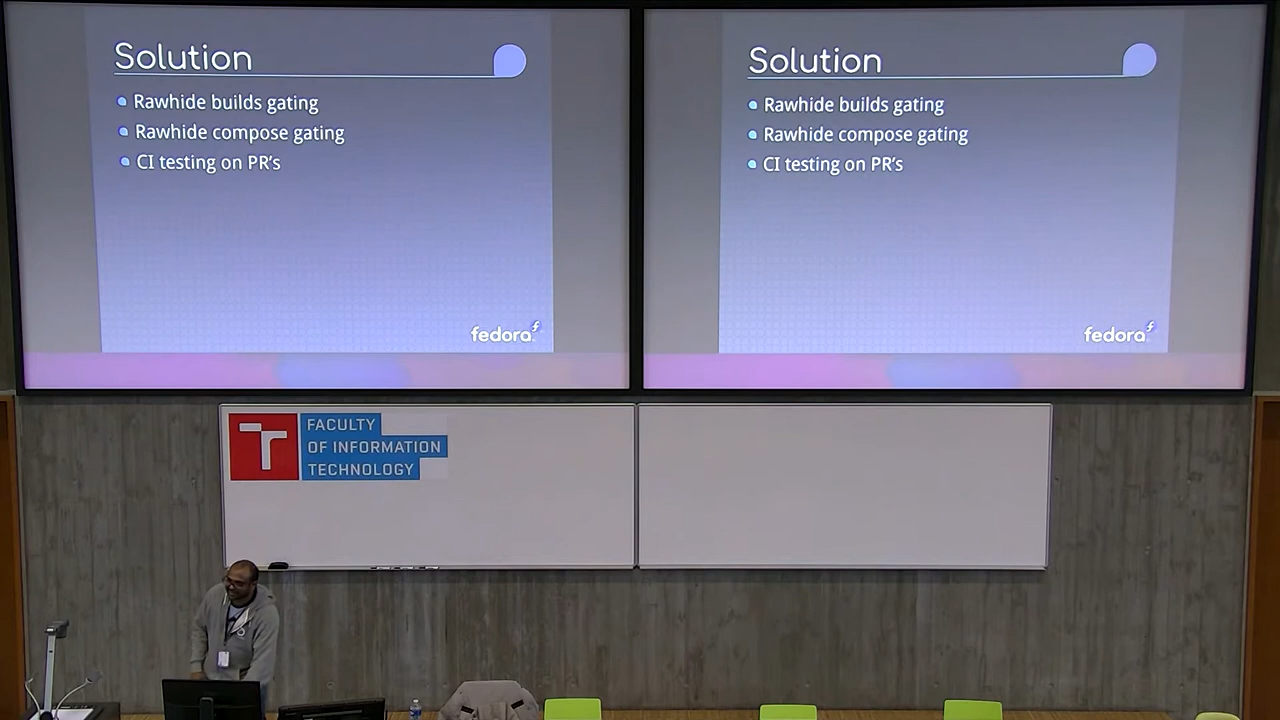 Solution
Rawhide builds gating
Rawhide compose gating
CI testing on PR's
fedora
Solution
Rawhide builds gating
Rawhide compose gating
CI testing on PR's
fedora
FACULTY
OF INFORMATION
TECHNOLOGY